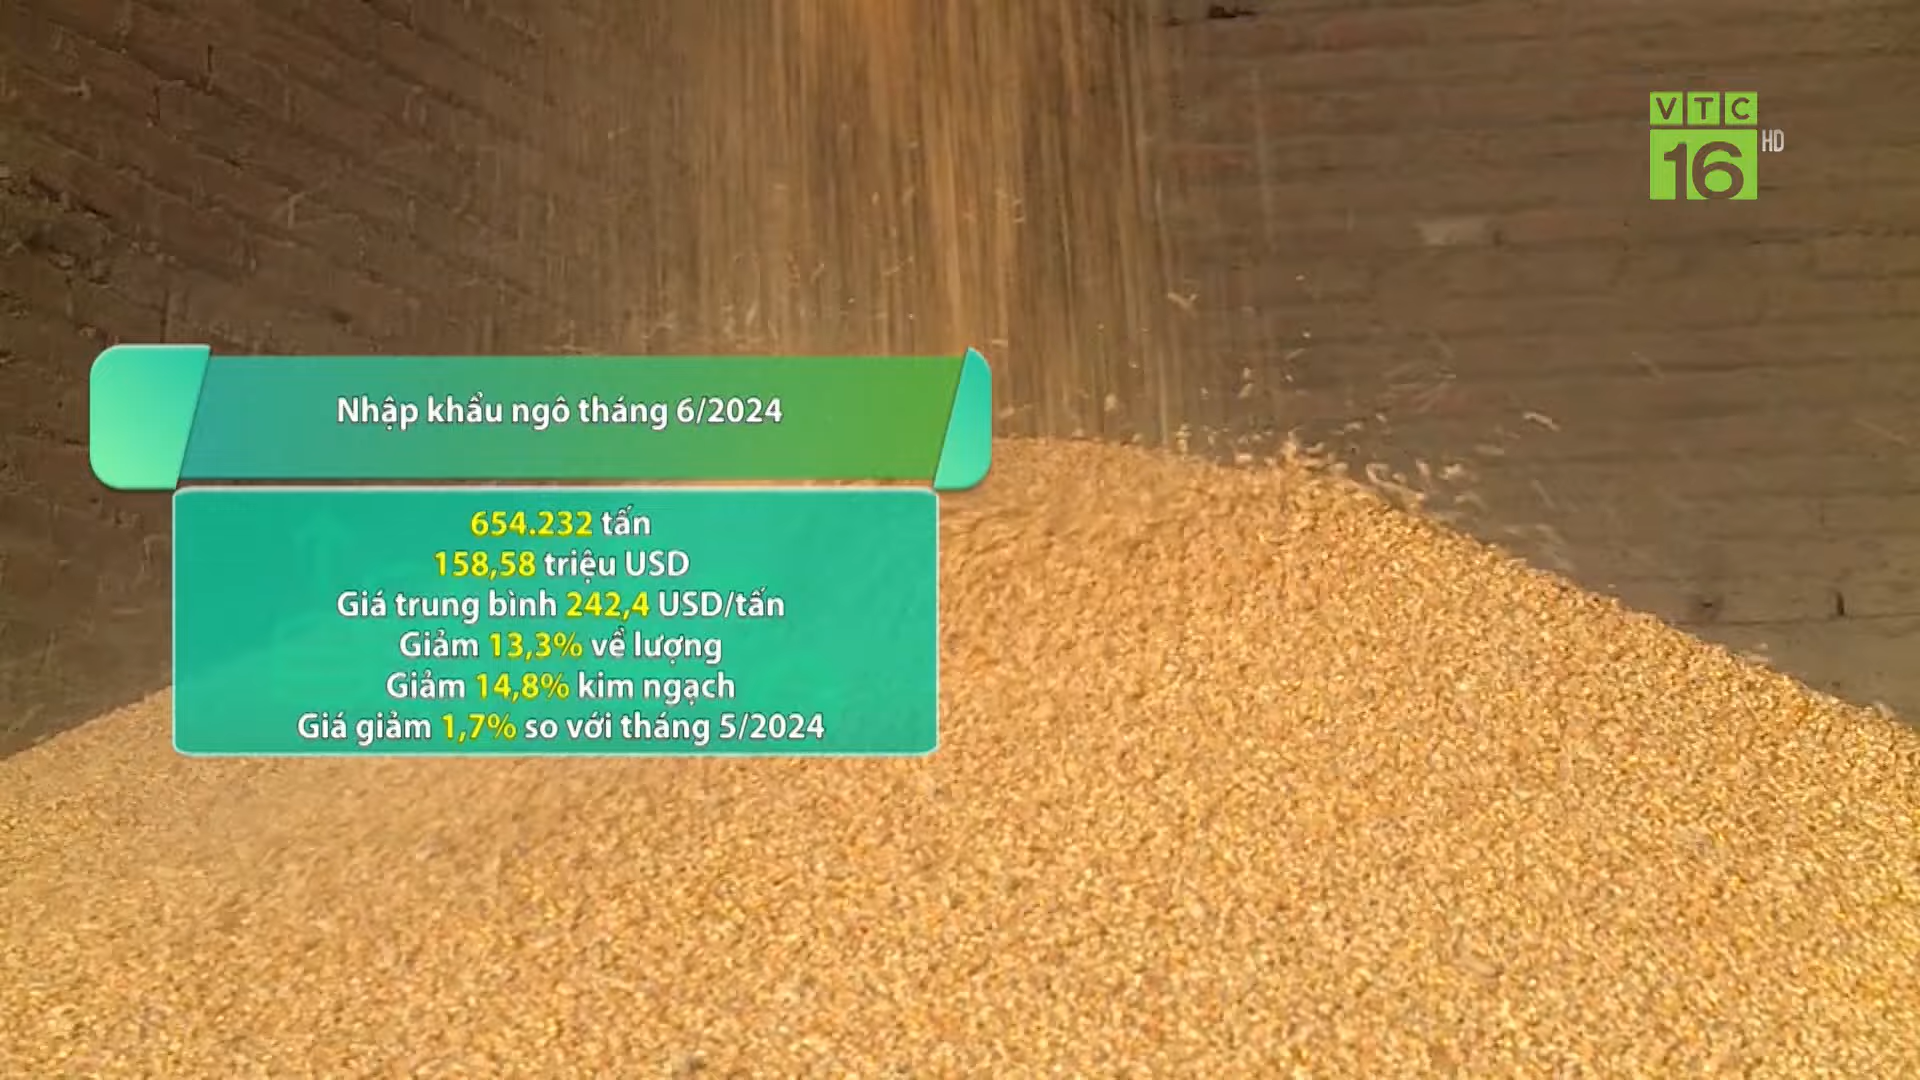 VTC
16 HD
Nhập khẩu ngô tháng 6/2024
654.232 tấn
158,58 triệu USD
Giá trung bình 242,4 USD/tấn
Giảm 13,3% về lượng
Giảm 14,8% kim ngạch
Giá giảm 1,7% so với tháng 5/2024